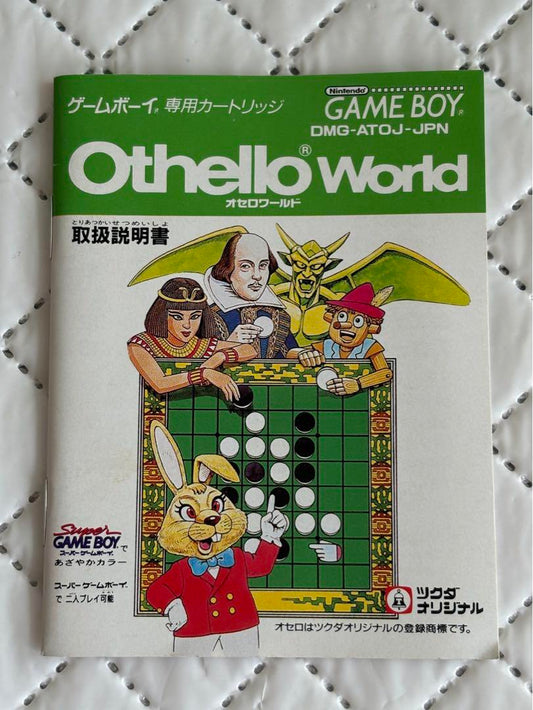 Nintendo
ゲームボーイ® 専用カートリッジ
GAME BOY®
DMG-ATOJ-JPN
Othello® World
オセロワールド
とりあつかいせつめいしょ
取扱説明書
Super
GAME BOY
スーパーゲームボーイ® で
あざやかカラー
スーパーゲームボーイ®
で 二人プレイ可能
ツクダ
オリジナル
オセロはツクダオリジナルの登録商標です。